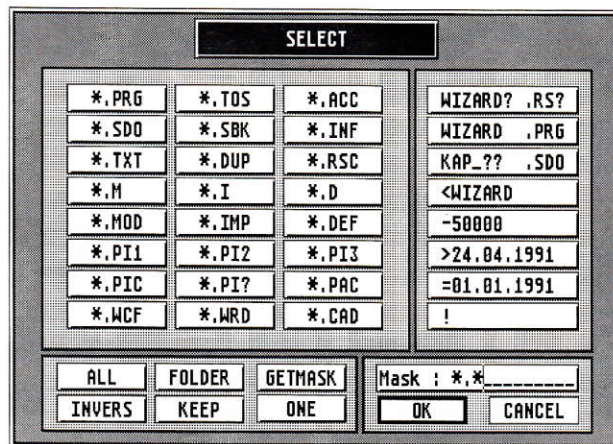 SELECT
*.PRG *.TOS *.ACC WIZARD? .RS?
*.SDO *.SBK *.INF WIZARD .PRG
*.TXT *.DUP *.RSC KAP_?? .SDO
*.M *.I *.D <WIZARD
*.MOD *.IMP *.DEF -50000
*.PI1 *.PI2 *.PI3 >24.04.1991
*.PIC *.PI? *.PAC =01.01.1991
*.WCF *.WRD *.CAD !
ALL FOLDER GETMASK Mask : *.*_________
INVERS KEEP ONE OK CANCEL